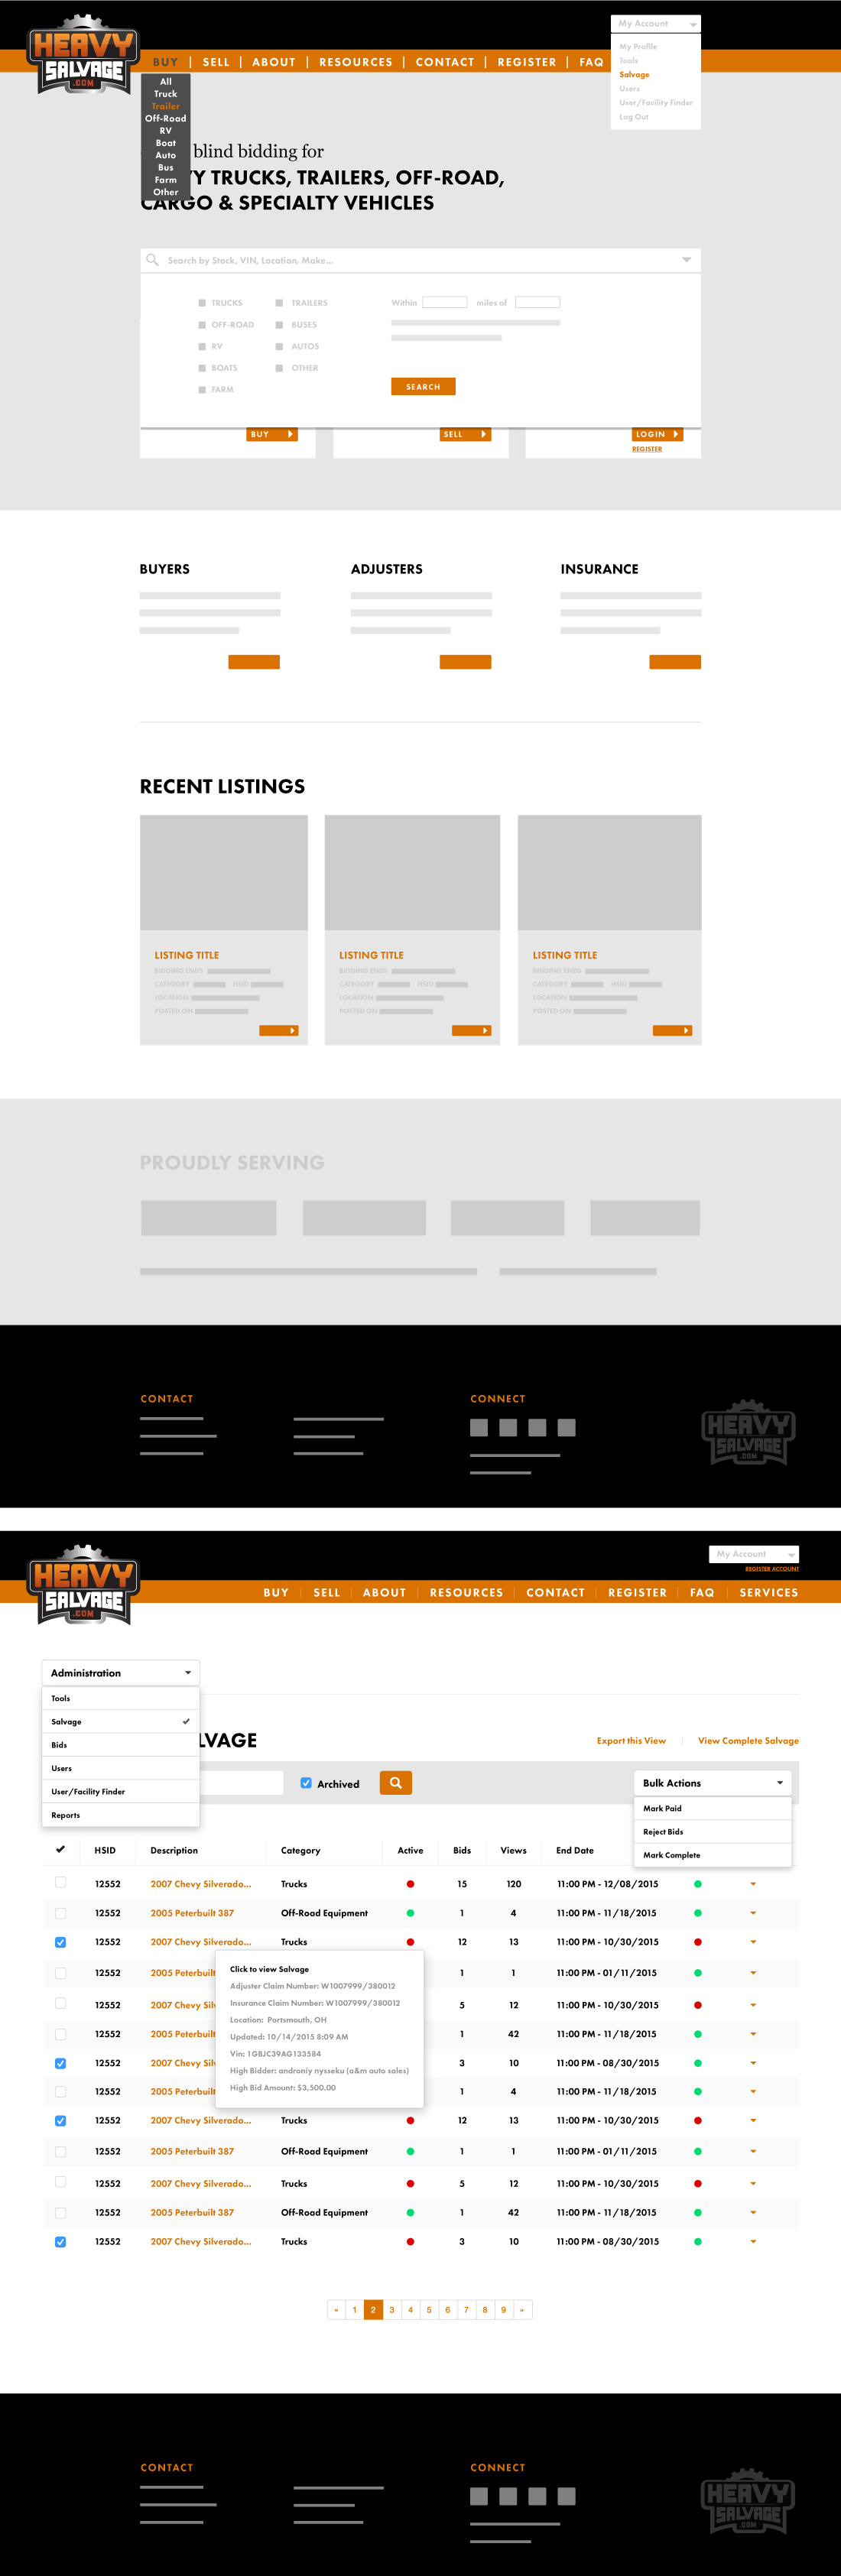 My Account
HEAVY
SALVAGE
.COM
BUY | SELL | ABOUT | RESOURCES | CONTACT | REGISTER | FAQ
My Profile
Tools
Salvage
Users
User/Facility Finder
Log Out
All
Truck
Trailer
Off-Road
RV
Boat
Auto
Bus
Farm
Other
blind bidding for
Y TRUCKS, TRAILERS, OFF-ROAD,
CARGO & SPECIALTY VEHICLES
Search by Stock, VIN, Location, Make...
TRUCKS TRAILERS Within miles of
OFF-ROAD BUSES
RV AUTOS
BOATS OTHER
FARM
SEARCH
BUY SELL LOGIN
REGISTER
BUYERS ADJUSTERS INSURANCE
RECENT LISTINGS
LISTING TITLE LISTING TITLE LISTING TITLE
BIDDING ENDS BIDDING ENDS BIDDING ENDS
CATEGORY HSID CATEGORY HSID CATEGORY HSID
LOCATION LOCATION LOCATION
POSTED ON POSTED ON POSTED ON
PROUDLY SERVING
CONTACT CONNECT
HEAVY
SALVAGE
.COM
My Account
REGISTER ACCOUNT
HEAVY
SALVAGE
.COM
BUY | SELL | ABOUT | RESOURCES | CONTACT | REGISTER | FAQ | SERVICES
Administration
Tools
Salvage
Bids
Users
User/Facility Finder
Reports
LVAGE
Export this View | View Complete Salvage
Archived
Bulk Actions
Mark Paid
Reject Bids
Mark Complete
HSID Description Category Active Bids Views End Date
12552 2007 Chevy Silverado... Trucks 15 120 11:00 PM - 12/08/2015
12552 2005 Peterbuilt 387 Off-Road Equipment 1 4 11:00 PM - 11/18/2015
12552 2007 Chevy Silverado... Trucks 12 13 11:00 PM - 10/30/2015
12552 2005 Peterbuilt 1 1 11:00 PM - 01/11/2015
12552 2007 Chevy Silv 5 12 11:00 PM - 10/30/2015
12552 2005 Peterbuilt 1 42 11:00 PM - 11/18/2015
12552 2007 Chevy Silv 3 10 11:00 PM - 08/30/2015
12552 2005 Peterbuilt 1 4 11:00 PM - 11/18/2015
Click to view Salvage
Adjuster Claim Number: W1007999/380012
Insurance Claim Number: W1007999/380012
Location: Portsmouth, OH
Updated: 10/14/2015 8:09 AM
Vin: 1GBJC39AG133584
High Bidder: androniy nysseku (a&m auto sales)
High Bid Amount: $3,500.00
12552 2007 Chevy Silverado... Trucks 12 13 11:00 PM - 10/30/2015
12552 2005 Peterbuilt 387 Off-Road Equipment 1 1 11:00 PM - 01/11/2015
12552 2007 Chevy Silverado... Trucks 5 12 11:00 PM - 10/30/2015
12552 2005 Peterbuilt 387 Off-Road Equipment 1 42 11:00 PM - 11/18/2015
12552 2007 Chevy Silverado... Trucks 3 10 11:00 PM - 08/30/2015
« 1 2 3 4 5 6 7 8 9 »
CONTACT CONNECT
HEAVY
SALVAGE
.COM